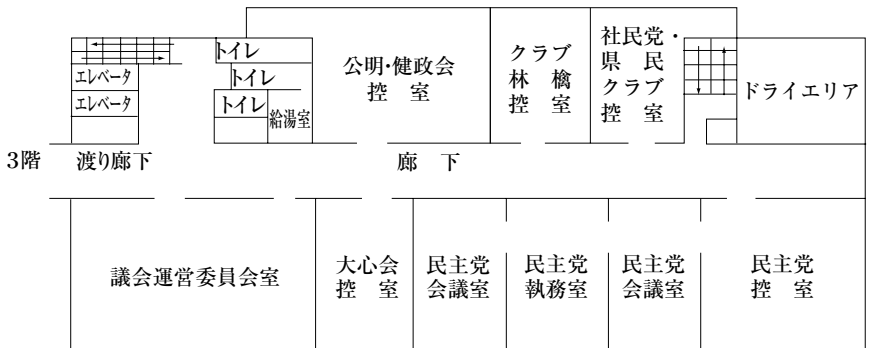 トイレ
トイレ
トイレ
給湯室
エレベータ
エレベータ
公明・健政会
控　室
クラブ
林　檎
控　室
社民党・
県　民
クラブ
控　室
ドライエリア
3階
渡り廊下
廊　下
議会運営委員会室
大心会
控　室
民主党
会議室
民主党
執務室
民主党
会議室
民主党
控　室